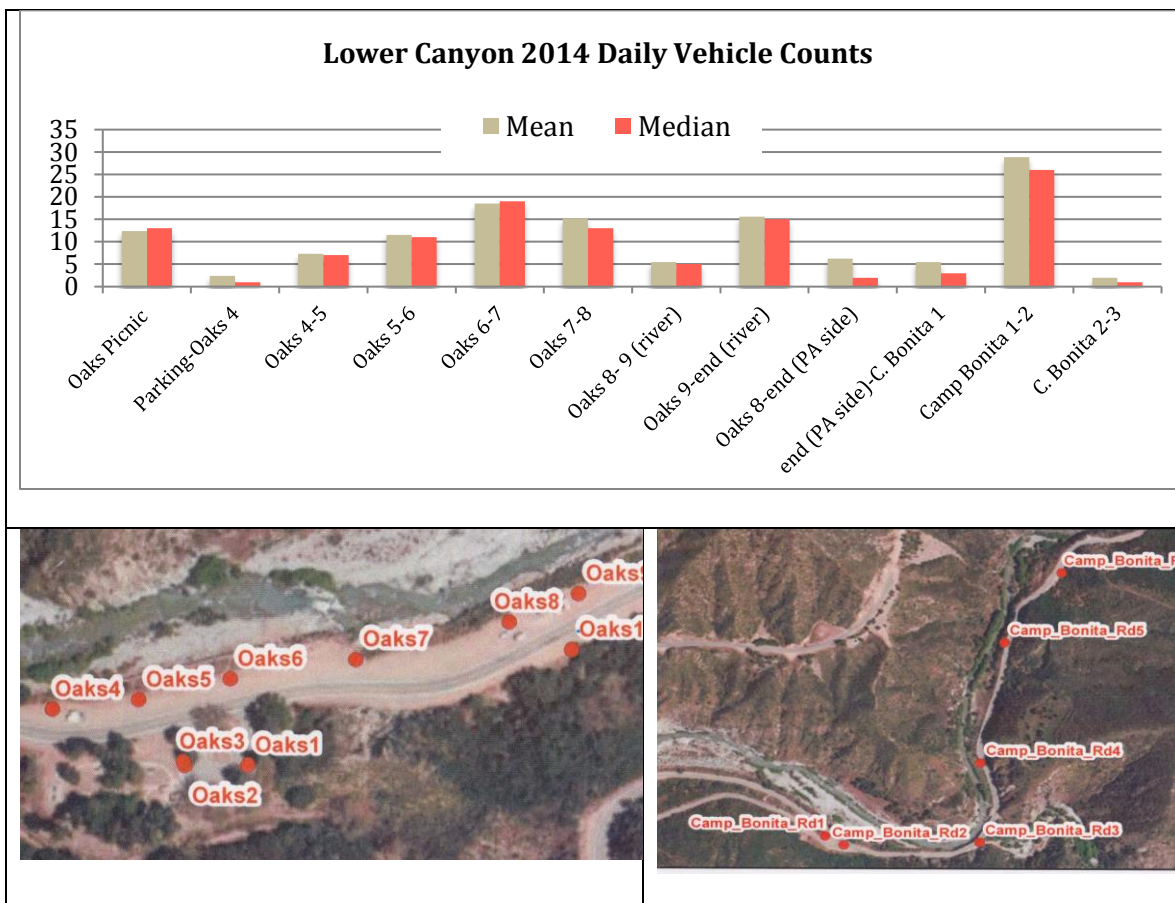 Lower Canyon 2014 Daily Vehicle Counts
Mean Median
35
30
25
20
15
10
5
0
Oaks Picnic
Parking-Oaks 4
Oaks 4-5
Oaks 5-6
Oaks 6-7
Oaks 7-8
Oaks 8- 9 (river)
Oaks 9-end (river)
Oaks 8-end (PA side)
end (PA side)-C. Bonita 1
Camp Bonita 1-2
C. Bonita 2-3
Oaks9
Oaks8
Oaks1
Oaks7
Oaks6
Oaks5
Oaks4
Oaks3 Oaks1
Oaks2
Camp_Bonita_R
Camp_Bonita_Rd5
Camp_Bonita_Rd4
Camp_Bonita_Rd1
Camp_Bonita_Rd2
Camp_Bonita_Rd3